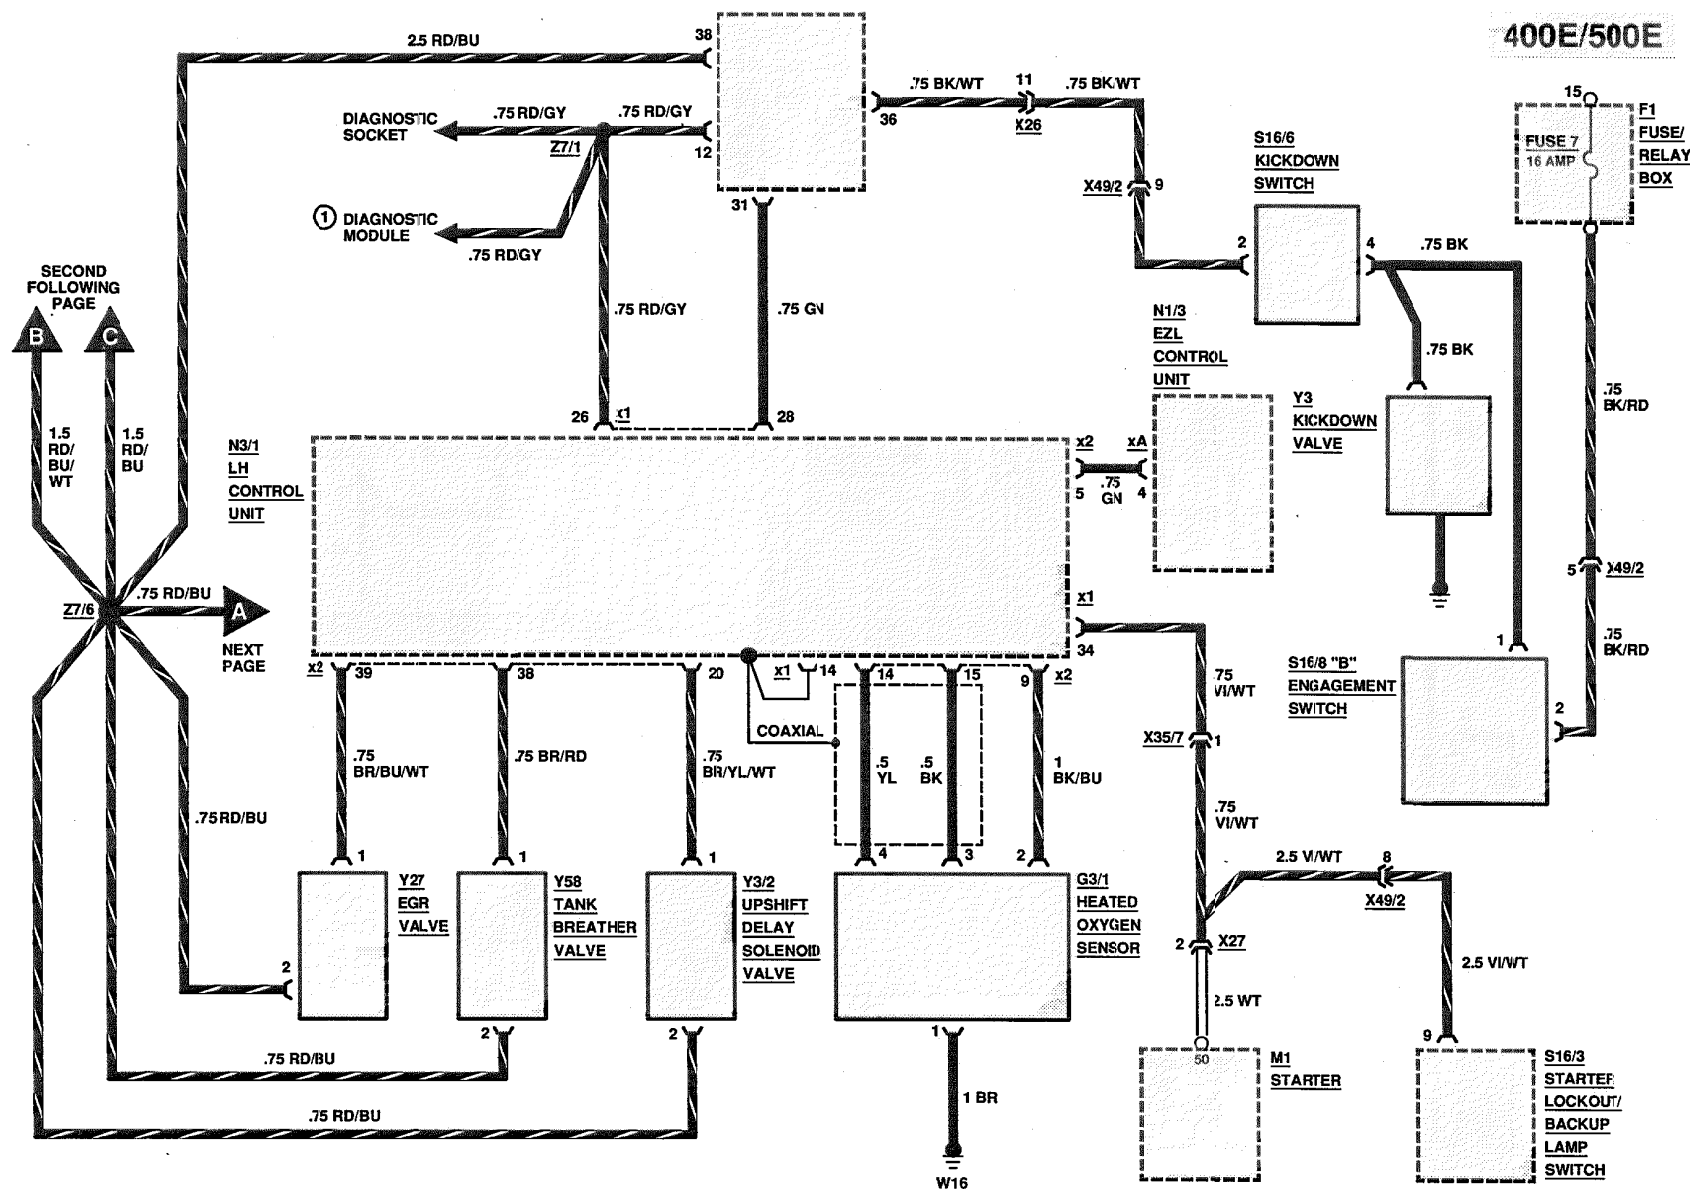 400E/500E
2.5 RD/BU
38
DIAGNOSTIC
SOCKET
.75 RD/GY
.75 RD/GY
Z7/1
12
1
DIAGNOSTIC
MODULE
.75 RD/GY
31
36
.75 BK/WT
11
.75 BK/WT
X26
X49/2
9
S16/6
KICKDOWN
SWITCH
2
4
.75 BK
15
FUSE 7
16 AMP
F1
FUSE/
RELAY
BOX
SECOND
FOLLOWING
PAGE
B
C
.75 RD/GY
.75 GN
N1/3
EZL
CONTROL
UNIT
.75 BK
.75
BK/RD
Y3
KICKDOWN
VALVE
1.5
RD/
BU/
WT
1.5
RD/
BU
26
x1
28
N3/1
LH
CONTROL
UNIT
x2
xA
5
.75
GN
4
5
X49/2
Z7/6
.75 RD/BU
A
NEXT
PAGE
x1
34
1
.75
BK/RD
x2
39
38
20
x1
14
14
15
9
x2
S16/8 "B"
ENGAGEMENT
SWITCH
2
.75
VI/WT
COAXIAL
X35/7
1
.75
BR/BU/WT
.75 BR/RD
.75
BR/YL/WT
.5
YL
.5
BK
1
BK/BU
.75
VI/WT
.75 RD/BU
1
1
1
4
3
2
2.5 VI/WT
8
X49/2
Y27
EGR
VALVE
Y58
TANK
BREATHER
VALVE
Y3/2
UPSHIFT
DELAY
SOLENOID
VALVE
G3/1
HEATED
OXYGEN
SENSOR
2
X27
2
2.5 WT
2.5 VI/WT
2
2
1
9
50
.75 RD/BU
M1
STARTER
S16/3
STARTER
LOCKOUT/
BACKUP
LAMP
SWITCH
.75 RD/BU
1 BR
W16